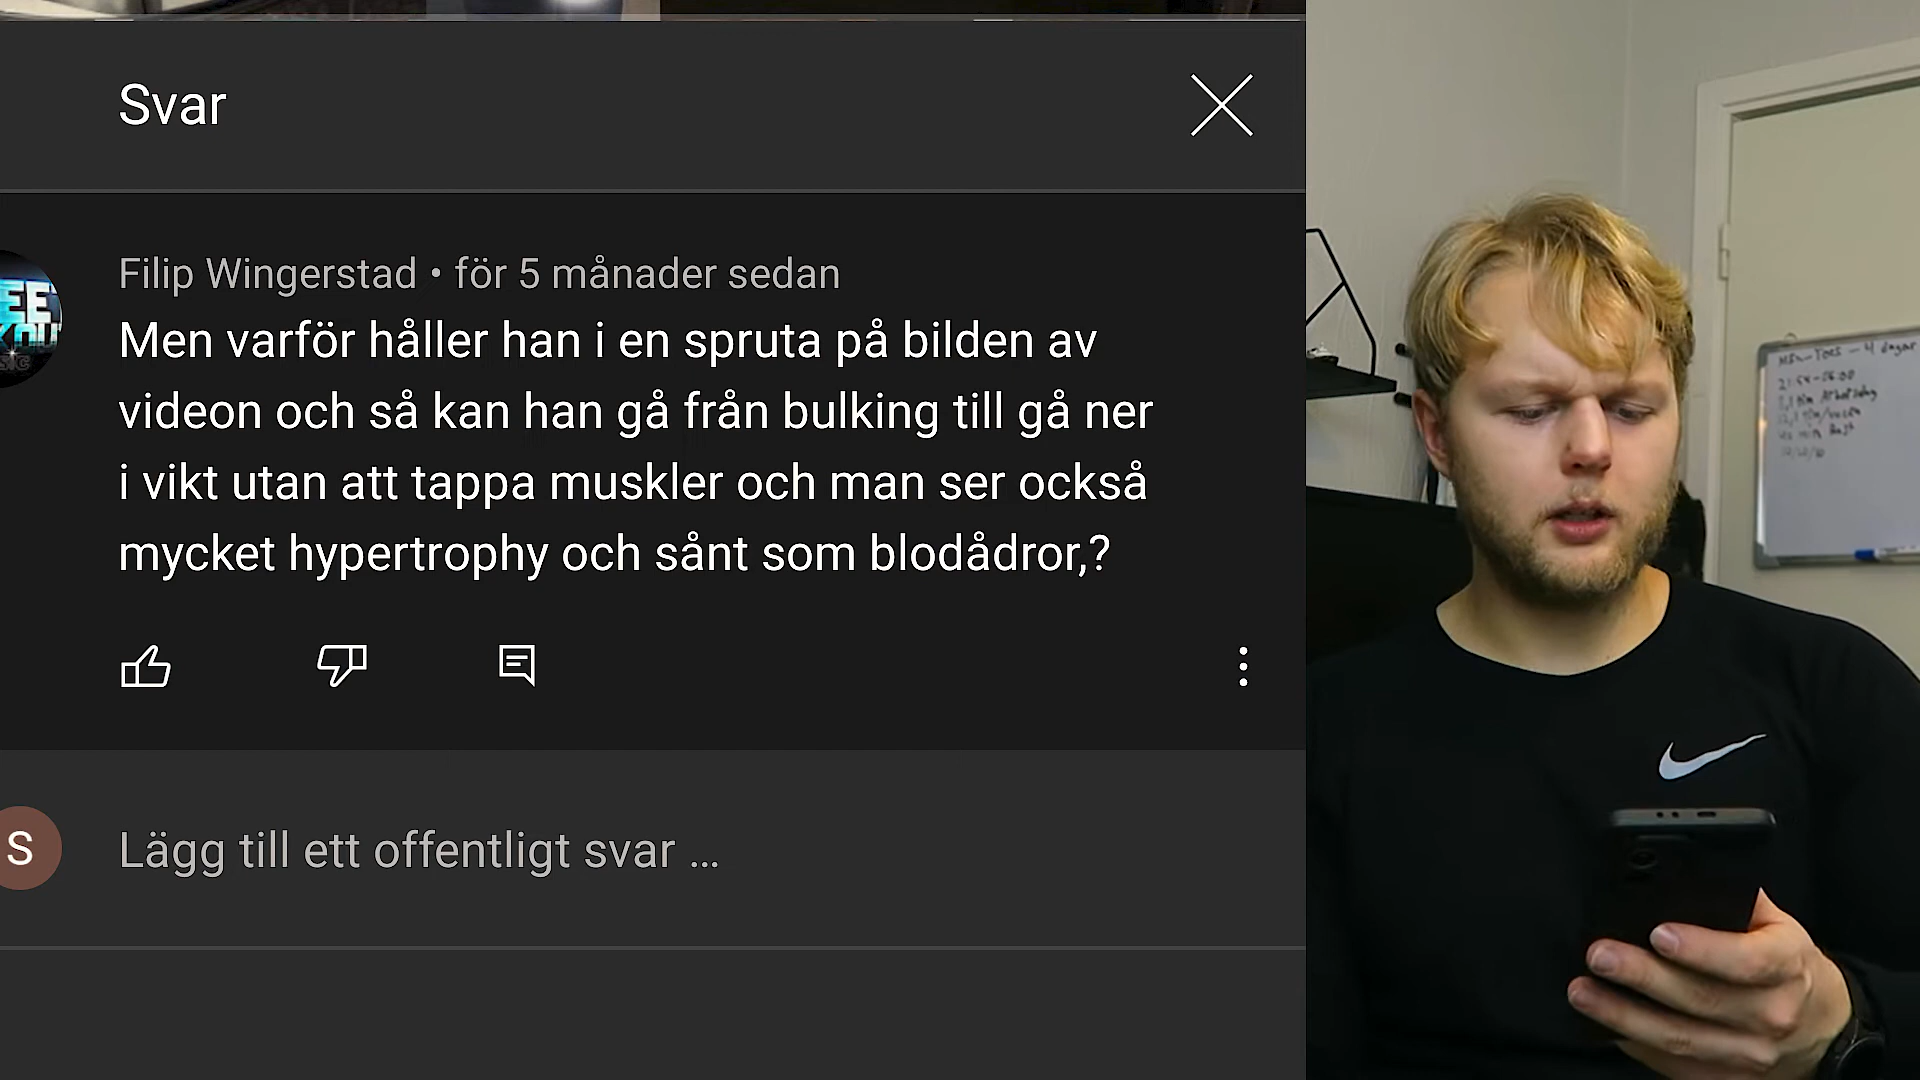 Svar
Filip Wingerstad • för 5 månader sedan
Men varför håller han i en spruta på bilden av
videon och så kan han gå från bulking till gå ner
i vikt utan att tappa muskler och man ser också
mycket hypertrophy och sånt som blodådror,?
S
Lägg till ett offentligt svar ...